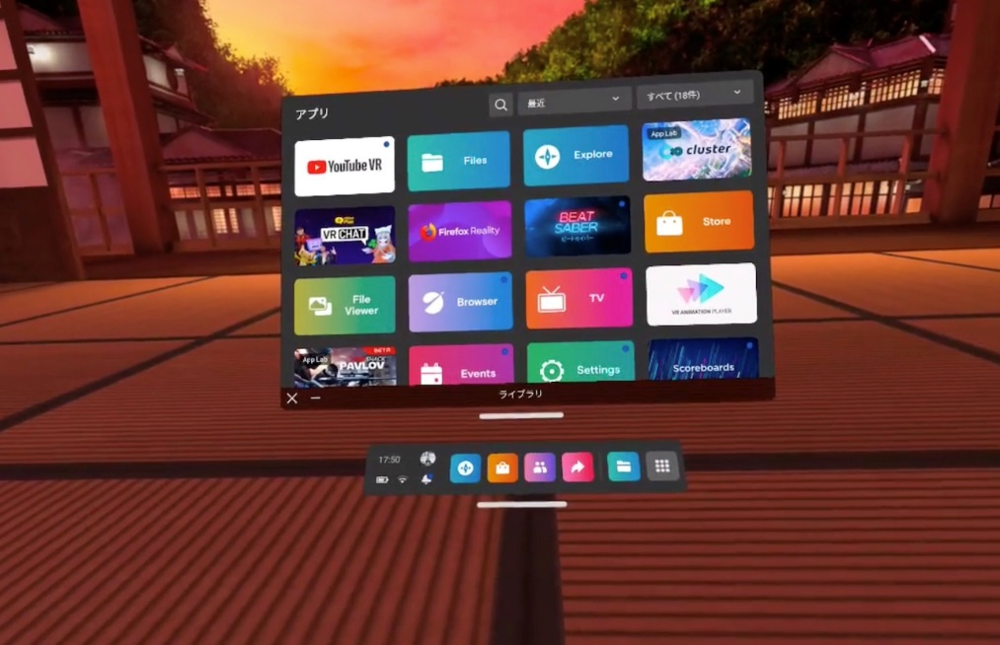 アプリ
最近
すべて (18件)
YouTube VR
Files
Explore
App Lab
cluster
VRCHAT
Firefox Reality
BEAT
SABER
ビートセイバー
Store
File
Viewer
Browser
TV
VR ANIMATION PLAYER
App Lab
BETA
PAVLOV
Events
Settings
Scoreboards
ライブラリ
17:50